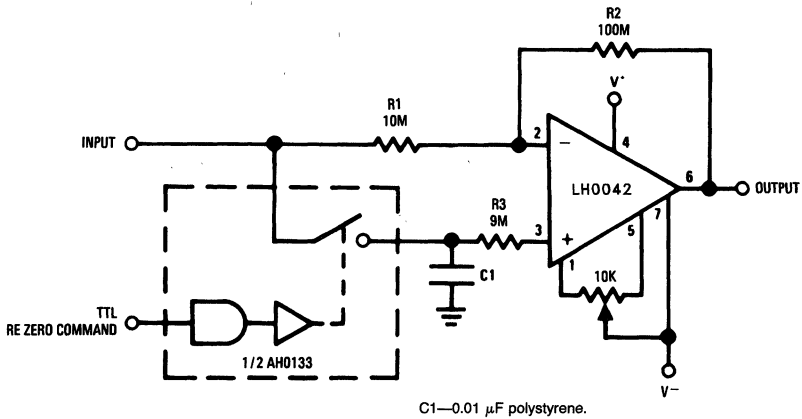 R2
100M
V+
R1
10M
INPUT
2
−
4
LH0042
6
OUTPUT
7
R3
9M
3
+
5
1
10K
C1
TTL
RE ZERO COMMAND
1/2 AH0133
V−
C1—0.01 μF polystyrene.